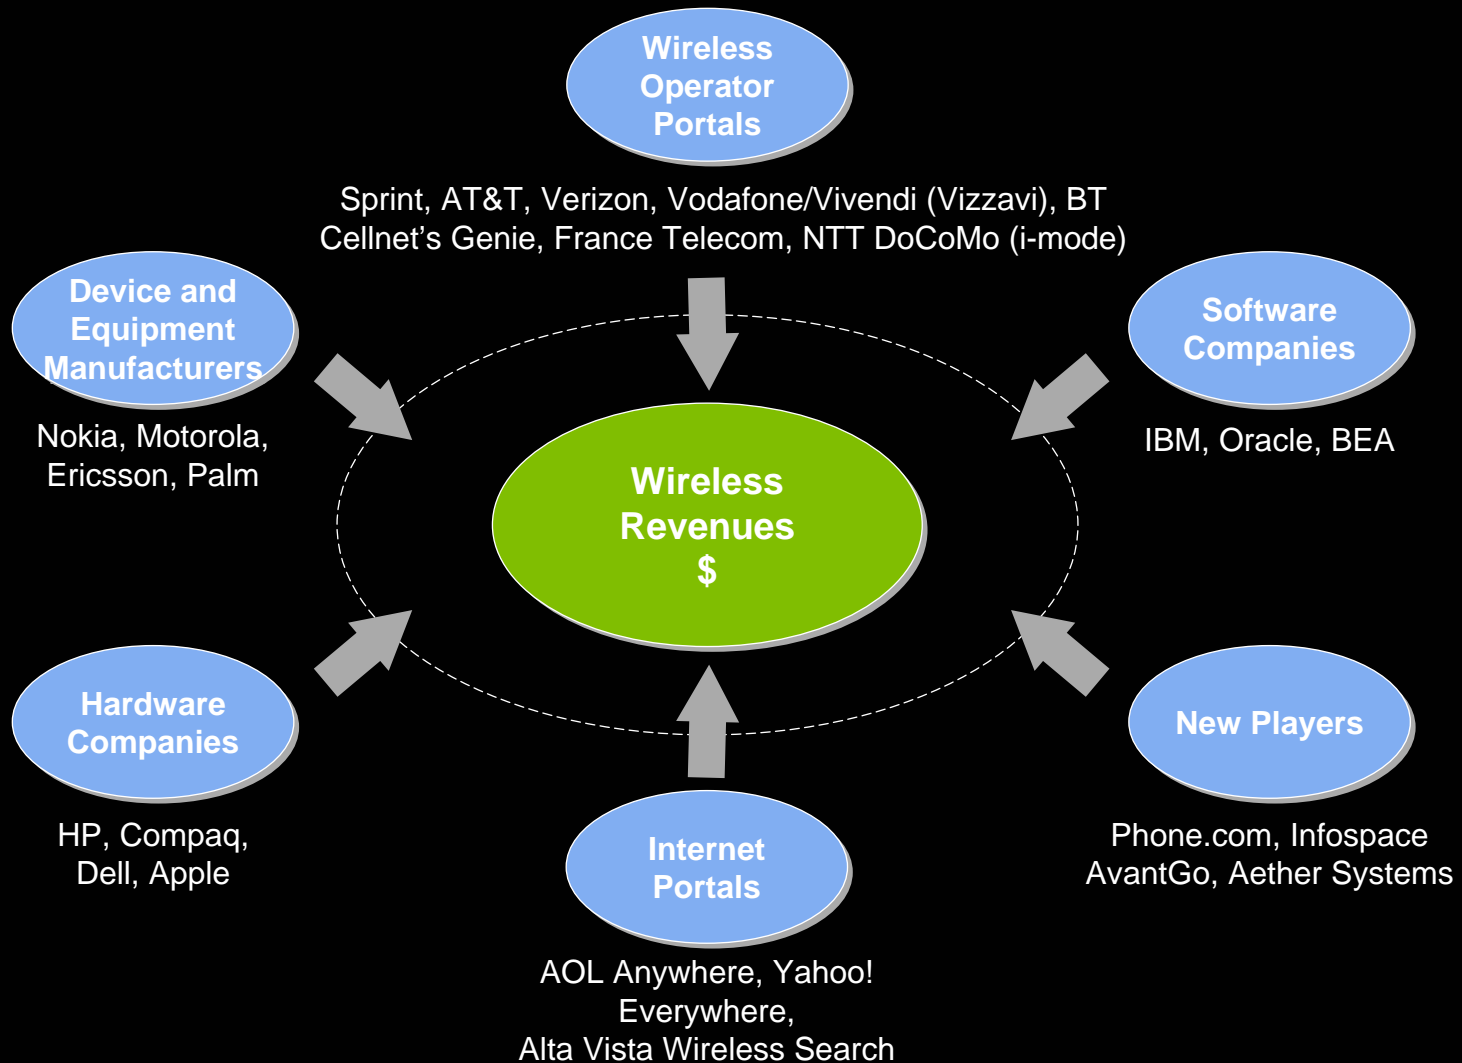 Wireless
Operator
Portals
Sprint, AT&T, Verizon, Vodafone/Vivendi (Vizzavi), BT
Cellnet's Genie, France Telecom, NTT DoCoMo (i-mode)
Device and
Equipment
Manufacturers
Nokia, Motorola,
Ericsson, Palm
Software
Companies
IBM, Oracle, BEA
Wireless
Revenues
$
Hardware
Companies
HP, Compaq,
Dell, Apple
New Players
Phone.com, Infospace
AvantGo, Aether Systems
Internet
Portals
AOL Anywhere, Yahoo!
Everywhere,
Alta Vista Wireless Search